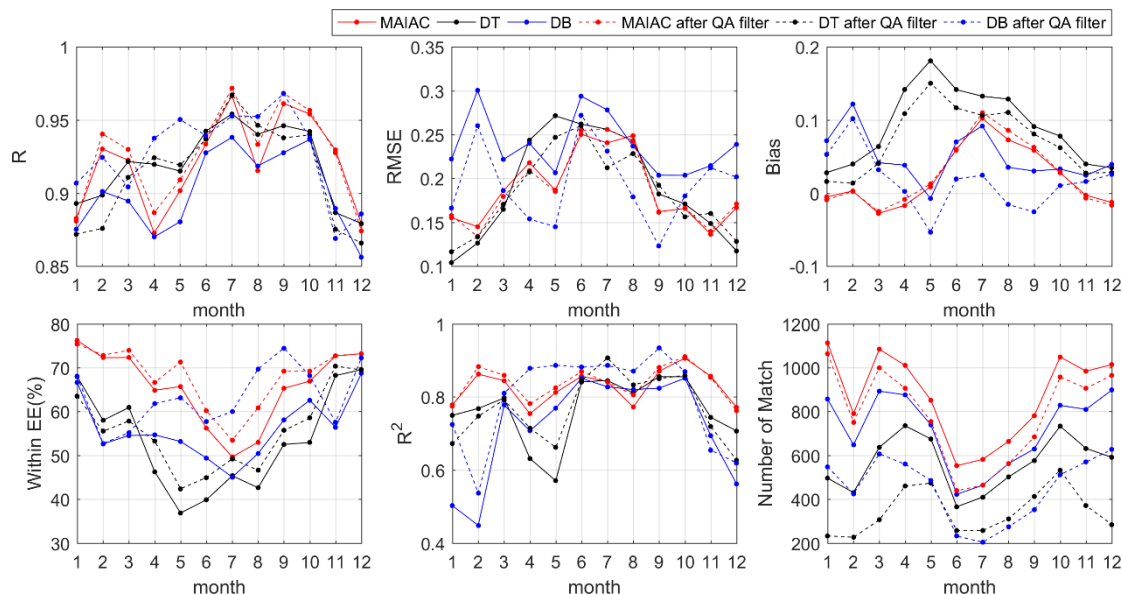 MAIAC DT DB MAIAC after QA filter DT after QA filter DB after QA filter
R
1
0.95
0.9
0.85
1 2 3 4 5 6 7 8 9 10 11 12
month
RMSE
0.35
0.3
0.25
0.2
0.15
0.1
1 2 3 4 5 6 7 8 9 10 11 12
month
Bias
0.2
0.1
0
-0.1
1 2 3 4 5 6 7 8 9 10 11 12
month
Within EE(%)
80
70
60
50
40
30
1 2 3 4 5 6 7 8 9 10 11 12
month
R²
1
0.8
0.6
0.4
1 2 3 4 5 6 7 8 9 10 11 12
month
Number of Match
1200
1000
800
600
400
200
1 2 3 4 5 6 7 8 9 10 11 12
month